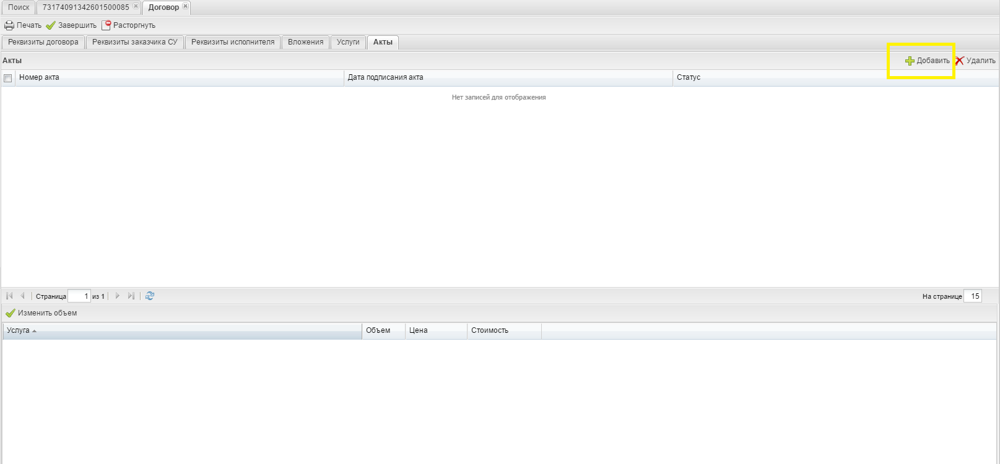 Поиск 73174091342601500085 Договор
Печать Завершить Расторгнуть
Реквизиты договора Реквизиты заказчика СУ Реквизиты исполнителя Вложения Услуги Акты
Акты Добавить Удалить
Номер акта Дата подписания акта Статус
Нет записей для отображения
Страница 1 из 1 На странице 15
Изменить объем
Услуга Объем Цена Стоимость